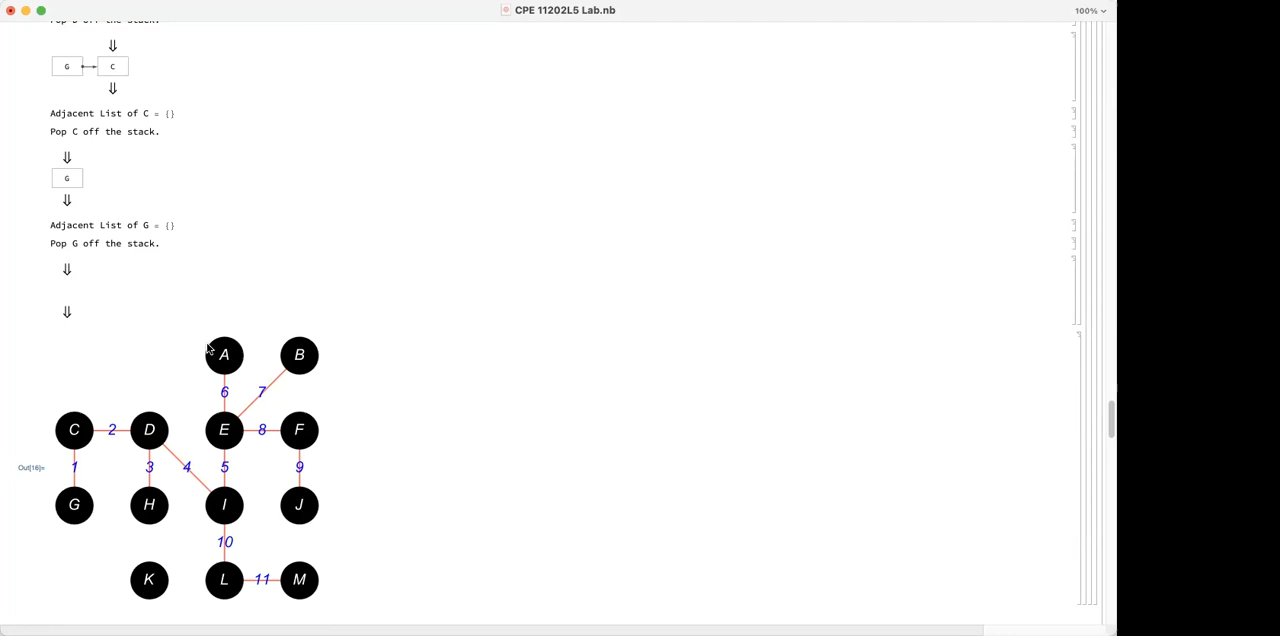 CPE 11202L5 Lab.nb
100%
G C
Adjacent List of C = {}
Pop C off the stack.
G
Adjacent List of G = {}
Pop G off the stack.
A B
6 7
C 2 D E 8 F
Out[16]= 1 3 4 5 9
G H I J
10
K L 11 M